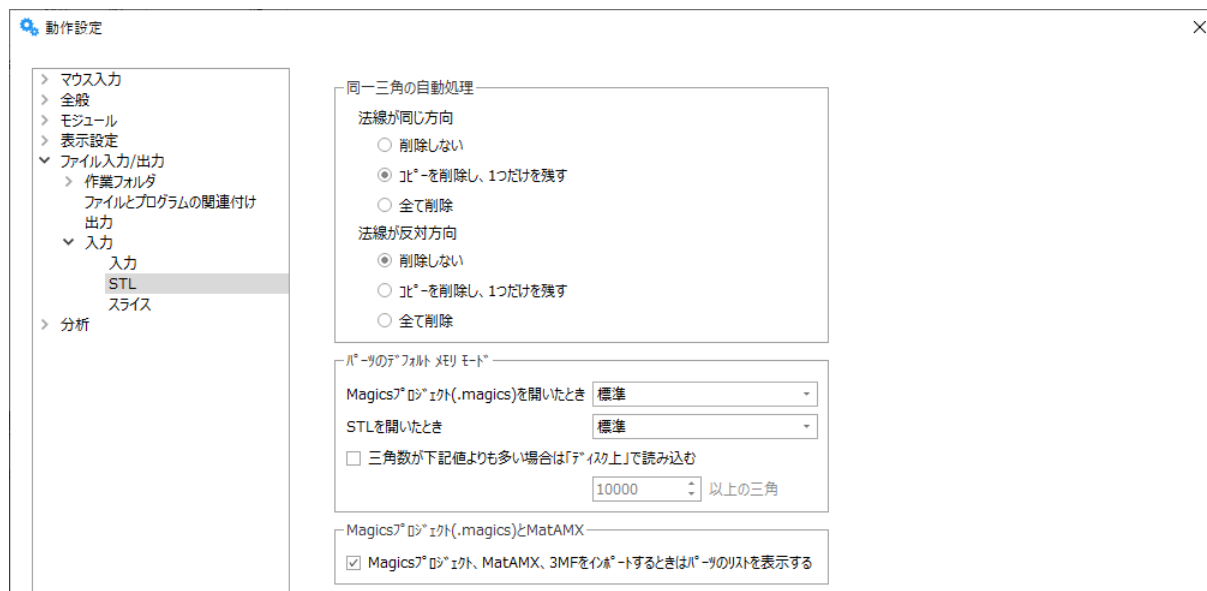 動作設定
マウス入力
全般
モジュール
表示設定
ファイル入力/出力
作業フォルダ
ファイルとプログラムの関連付け
出力
入力
入力
STL
スライス
分析
同一三角の自動処理
法線が同じ方向
削除しない
ｺﾋﾟｰを削除し、1つだけを残す
全て削除
法線が反対方向
削除しない
ｺﾋﾟｰを削除し、1つだけを残す
全て削除
ﾊﾟｰﾂのﾃﾞﾌｫﾙﾄ ﾒﾓﾘ ﾓｰﾄﾞ
Magicsﾌﾟﾛｼﾞｪｸﾄ(.magics)を開いたとき 標準
STLを開いたとき 標準
三角数が下記値よりも多い場合は｢ﾃﾞｨｽｸ上｣で読み込む
10000 以上の三角
Magicsﾌﾟﾛｼﾞｪｸﾄ(.magics)とMatAMX
Magicsﾌﾟﾛｼﾞｪｸﾄ、MatAMX、3MFをｲﾝﾎﾟｰﾄするときはﾊﾟｰﾂのﾘｽﾄを表示する